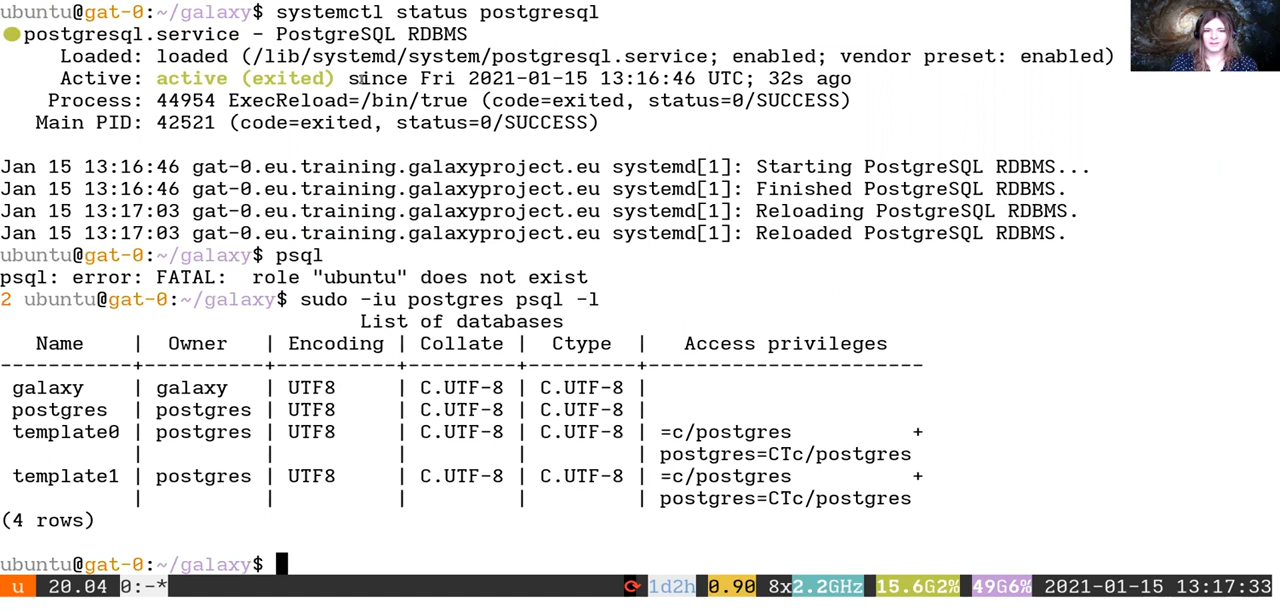 ubuntu@gat-0:~/galaxy$ systemctl status postgresql
postgresql.service - PostgreSQL RDBMS
     Loaded: loaded (/lib/systemd/system/postgresql.service; enabled; vendor preset: enabled)
     Active: active (exited) since Fri 2021-01-15 13:16:46 UTC; 32s ago
    Process: 44954 ExecReload=/bin/true (code=exited, status=0/SUCCESS)
   Main PID: 42521 (code=exited, status=0/SUCCESS)
Jan 15 13:16:46 gat-0.eu.training.galaxyproject.eu systemd[1]: Starting PostgreSQL RDBMS...
Jan 15 13:16:46 gat-0.eu.training.galaxyproject.eu systemd[1]: Finished PostgreSQL RDBMS.
Jan 15 13:17:03 gat-0.eu.training.galaxyproject.eu systemd[1]: Reloading PostgreSQL RDBMS.
Jan 15 13:17:03 gat-0.eu.training.galaxyproject.eu systemd[1]: Reloaded PostgreSQL RDBMS.
ubuntu@gat-0:~/galaxy$ psql
psql: error: FATAL:  role "ubuntu" does not exist
2 ubuntu@gat-0:~/galaxy$ sudo -iu postgres psql -l
                              List of databases
   Name    |  Owner   | Encoding | Collate |  Ctype  |   Access privileges
-----------+----------+----------+---------+---------+-----------------------
 galaxy    | galaxy   | UTF8     | C.UTF-8 | C.UTF-8 |
 postgres  | postgres | UTF8     | C.UTF-8 | C.UTF-8 |
 template0 | postgres | UTF8     | C.UTF-8 | C.UTF-8 | =c/postgres          +
           |          |          |         |         | postgres=CTc/postgres
 template1 | postgres | UTF8     | C.UTF-8 | C.UTF-8 | =c/postgres          +
           |          |          |         |         | postgres=CTc/postgres
(4 rows)
ubuntu@gat-0:~/galaxy$
u 20.04 0:-* 1d2h 0.90 8x2.2GHz 15.6G2% 49G6% 2021-01-15 13:17:33